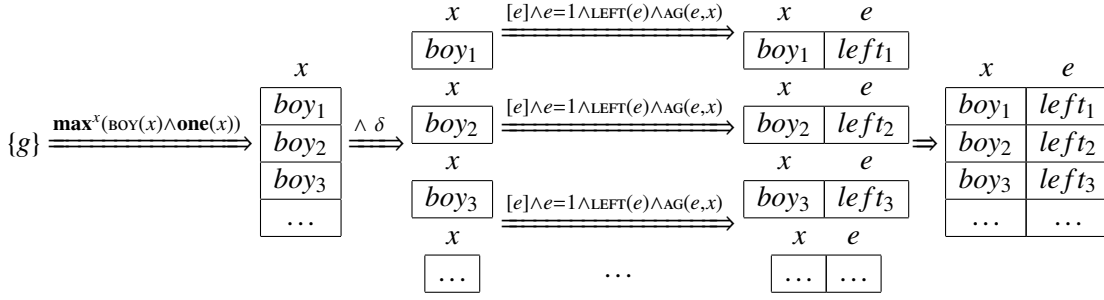 x [e]∧e=1∧LEFT(e)∧AG(e,x) x e
boy₁ boy₁ left₁
x x [e]∧e=1∧LEFT(e)∧AG(e,x) x e x e
boy₁ boy₁ left₁
{g} max^x(BOY(x)∧one(x)) boy₂ ∧ δ boy₂ boy₂ left₂ ⇒ boy₂ left₂
boy₃ x [e]∧e=1∧LEFT(e)∧AG(e,x) x e boy₃ left₃
… boy₃ boy₃ left₃ … …
x x e
… … … …